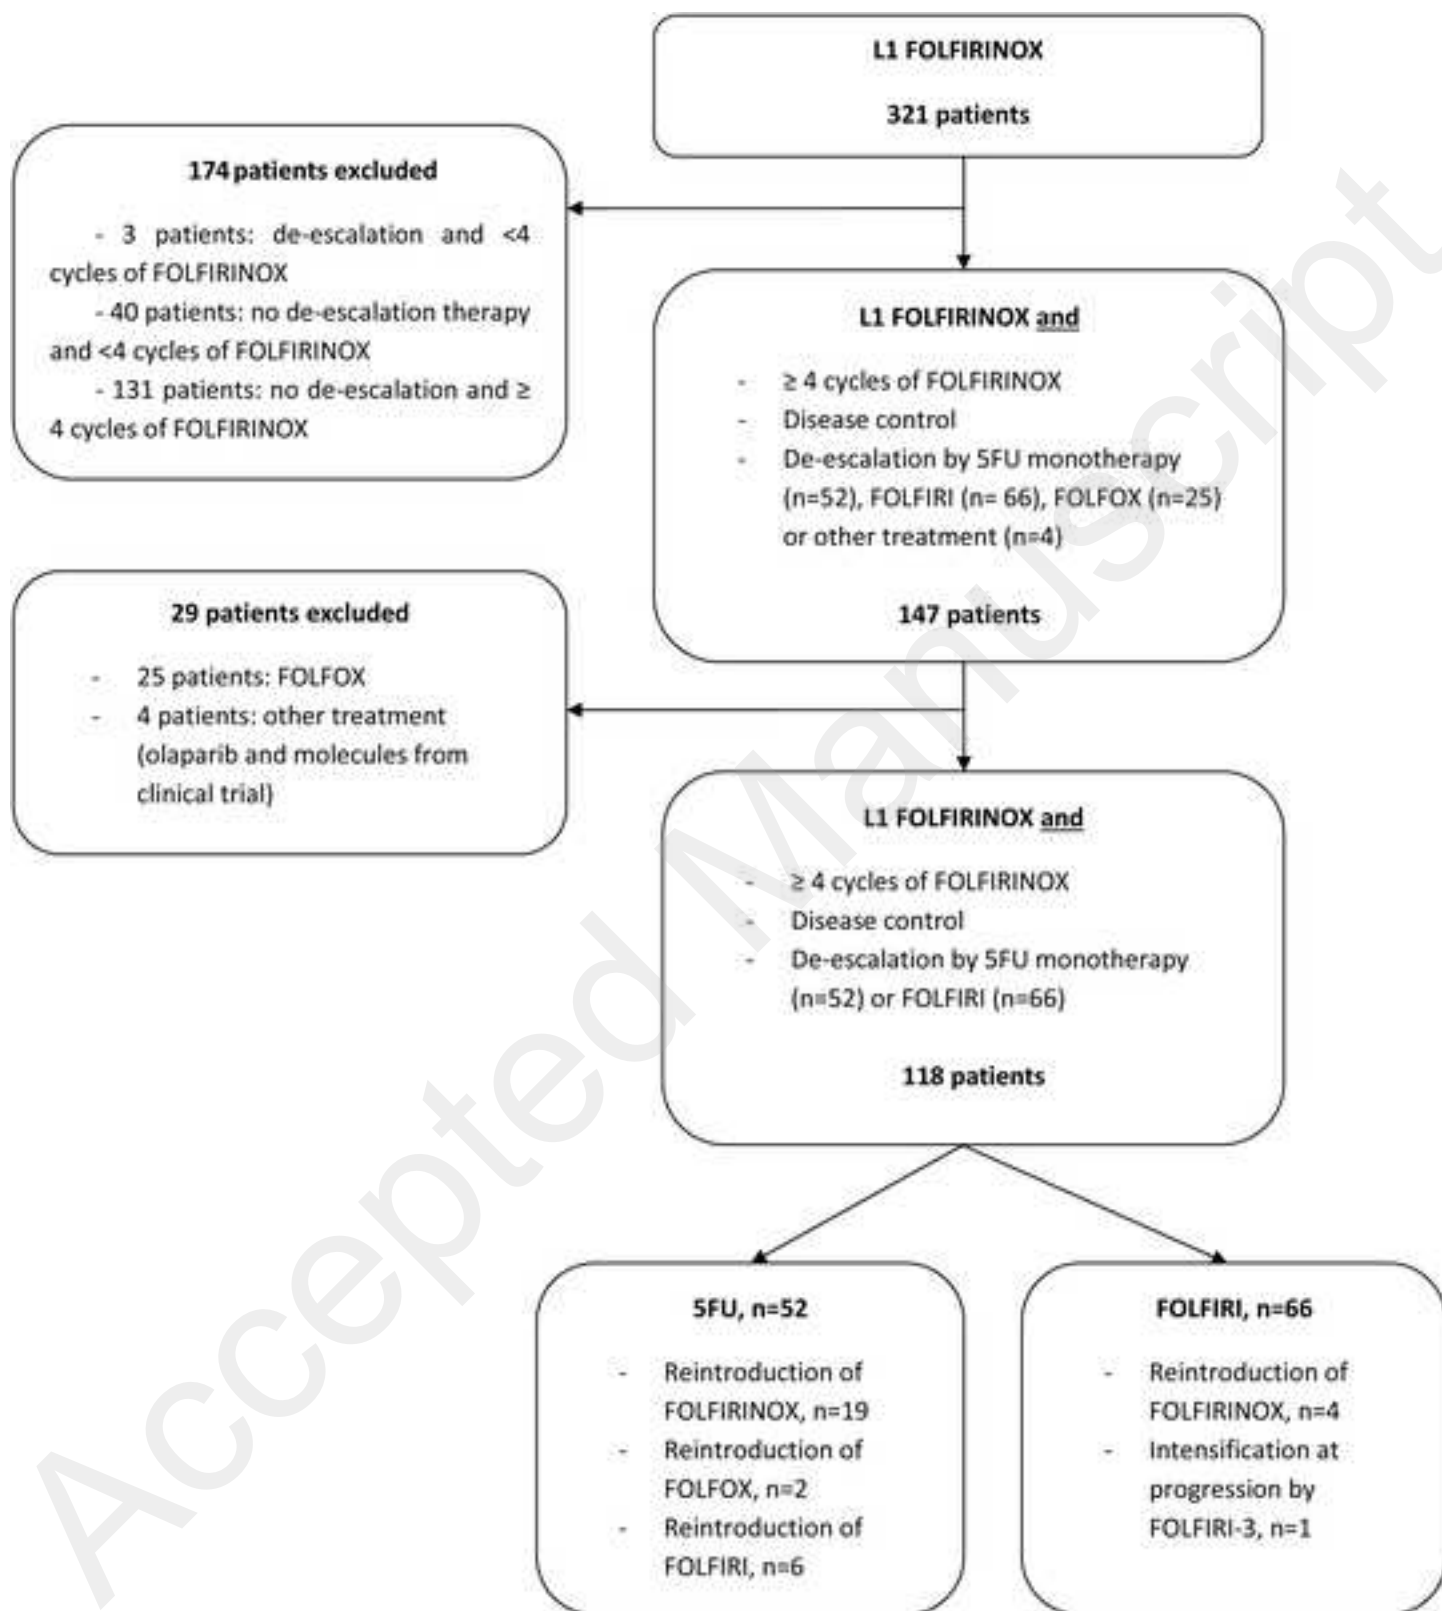 L1 FOLFIRINOX
321 patients
174 patients excluded
- 3 patients: de-escalation and <4
cycles of FOLFIRINOX
- 40 patients: no de-escalation therapy
and <4 cycles of FOLFIRINOX
- 131 patients: no de-escalation and ≥
4 cycles of FOLFIRINOX
L1 FOLFIRINOX and
- ≥ 4 cycles of FOLFIRINOX
- Disease control
- De-escalation by 5FU monotherapy
(n=52), FOLFIRI (n= 66), FOLFOX (n=25)
or other treatment (n=4)
147 patients
29 patients excluded
- 25 patients: FOLFOX
- 4 patients: other treatment
(olaparib and molecules from
clinical trial)
L1 FOLFIRINOX and
- ≥ 4 cycles of FOLFIRINOX
- Disease control
- De-escalation by 5FU monotherapy
(n=52) or FOLFIRI (n=66)
118 patients
5FU, n=52
- Reintroduction of
FOLFIRINOX, n=19
- Reintroduction of
FOLFOX, n=2
- Reintroduction of
FOLFIRI, n=6
FOLFIRI, n=66
- Reintroduction of
FOLFIRINOX, n=4
- Intensification at
progression by
FOLFIRI-3, n=1
Accepted Manuscript